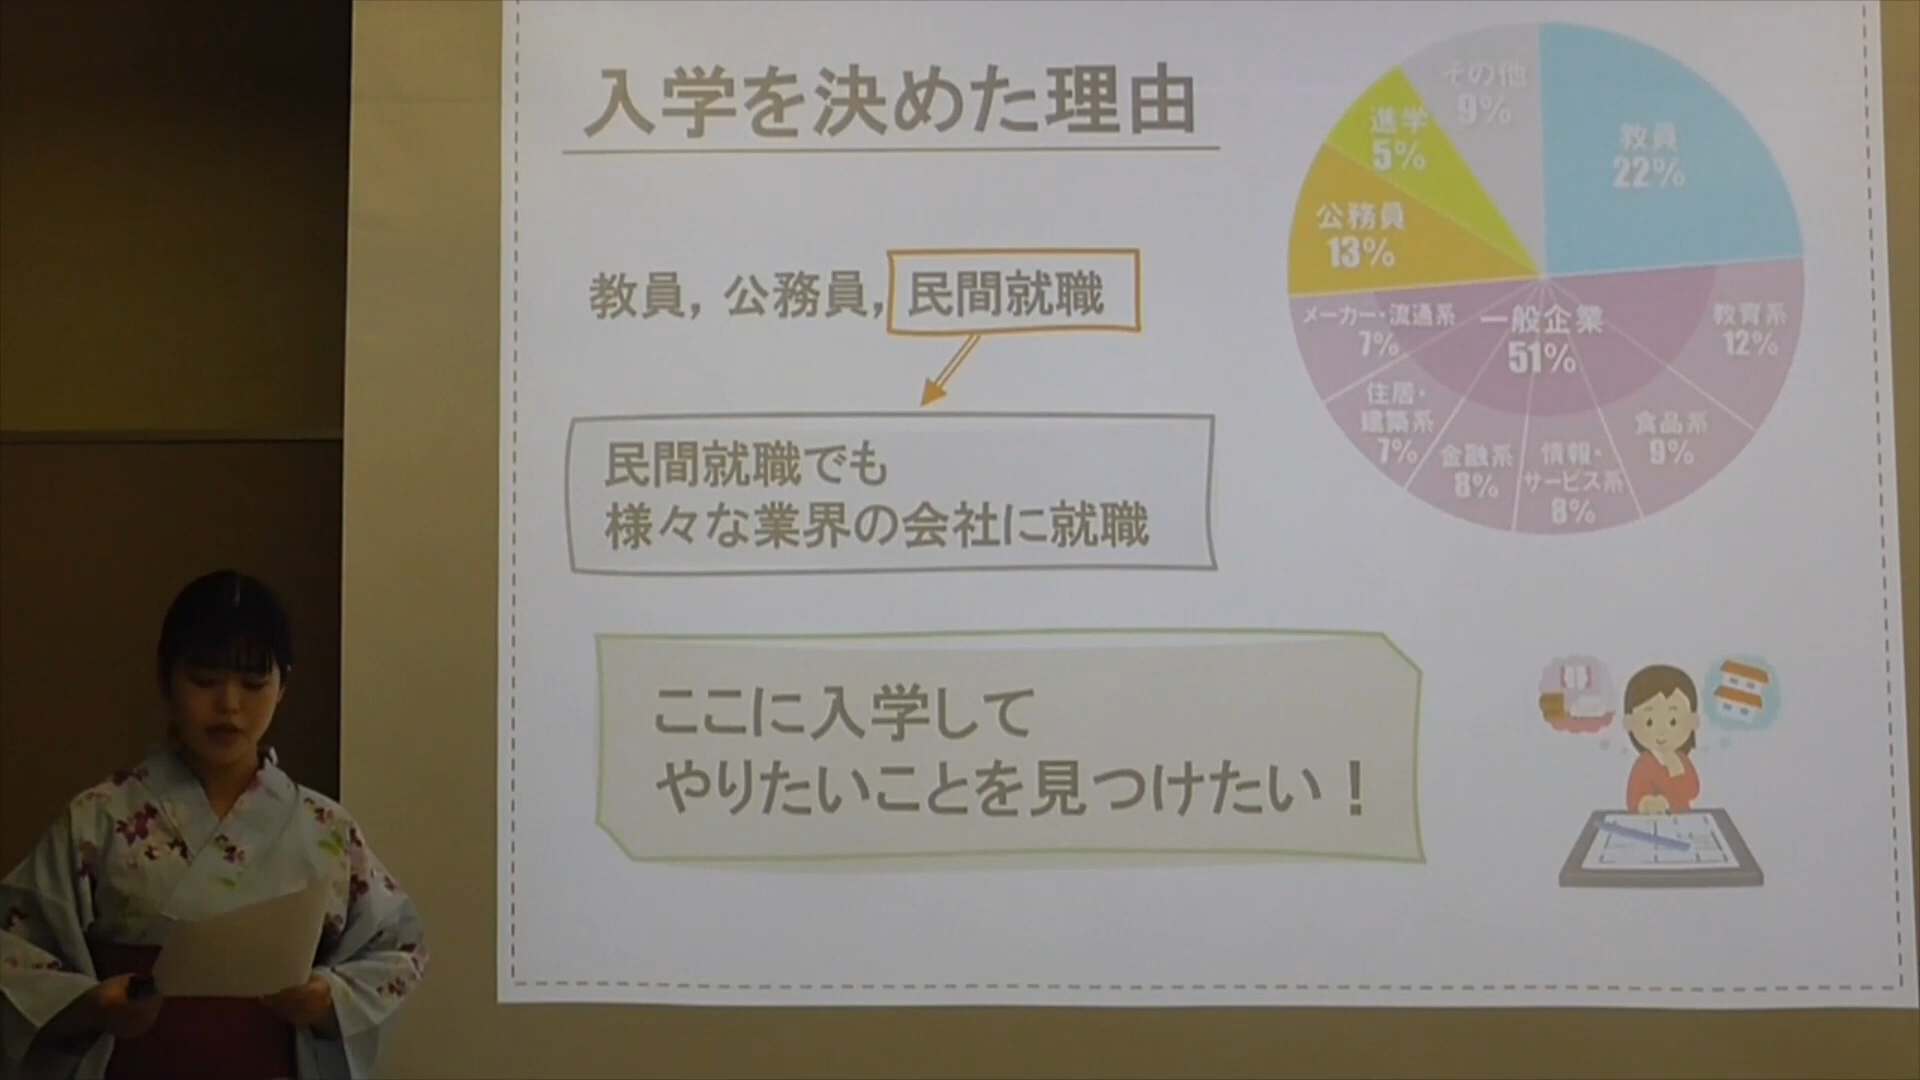 入学を決めた理由
教員，公務員，民間就職
民間就職でも
様々な業界の会社に就職
ここに入学して
やりたいことを見つけたい！
その他
9%
進学
5%
教員
22%
公務員
13%
メーカー・流通系
7%
一般企業
51%
教育系
12%
住居・
建築系
7%
金融系
8%
情報・
サービス系
8%
食品系
9%